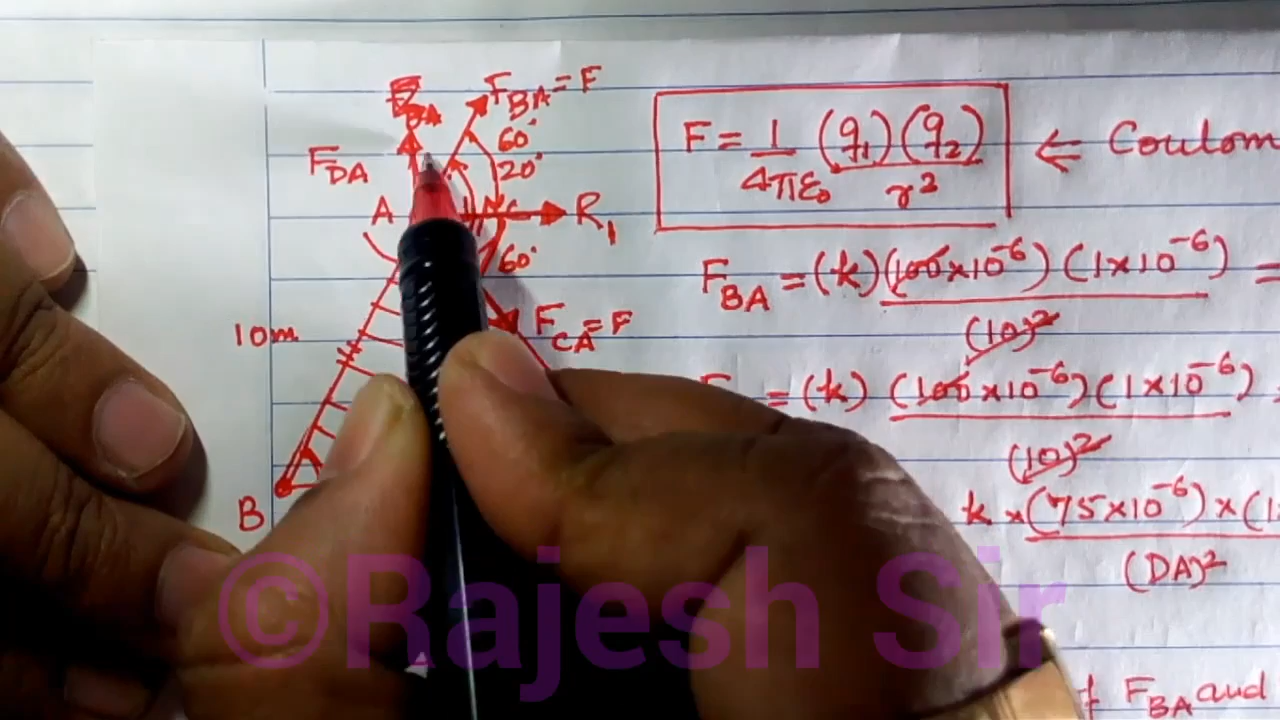 F_BA = F
60°
F_DA
20°
A
R₁
60°
10m
F_CA = F
B
F = 1/4πε₀ (q₁)(q₂)/r² ← Coulom
F_BA = (k) (100×10⁻⁶) (1×10⁻⁶) =
(10)²
= (k) (100×10⁻⁶) (1×10⁻⁶)
(10)²
k × (75×10⁻⁶) × (1
(DA)²
F_BA and
©Rajesh Sir